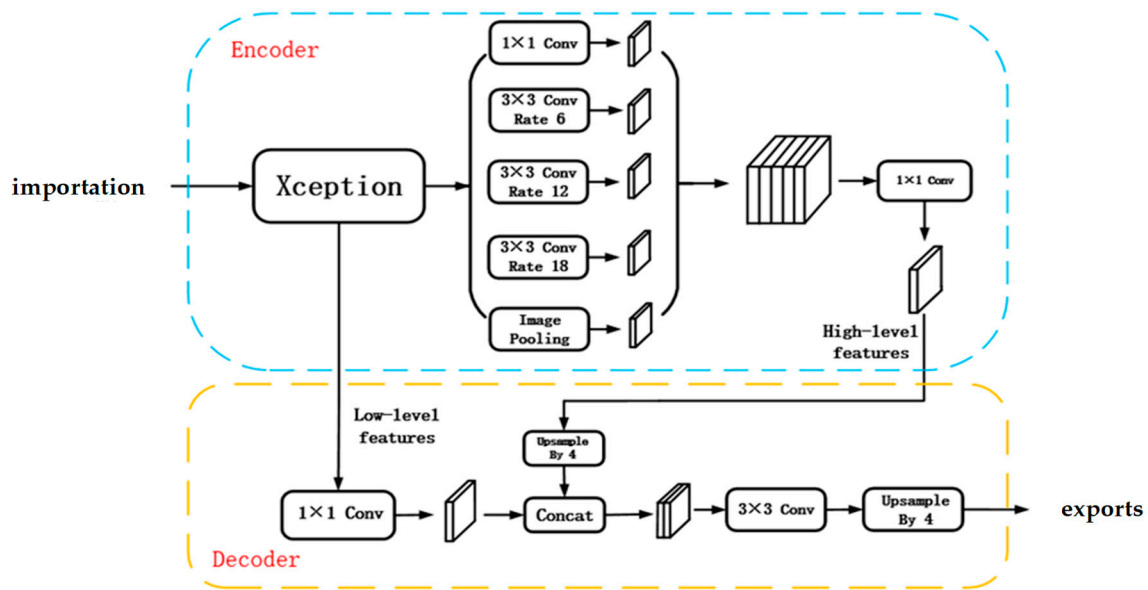 Encoder
1×1 Conv
3×3 Conv
Rate 6
importation
Xception
3×3 Conv
Rate 12
1×1 Conv
3×3 Conv
Rate 18
Image
Pooling
High-level
features
Low-level
features
Upsample
By 4
1×1 Conv
Concat
3×3 Conv
Upsample
By 4
exports
Decoder